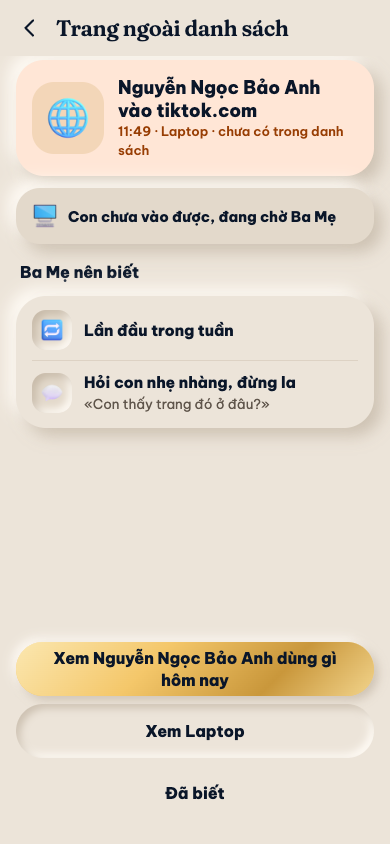 Trang ngoài danh sách
Nguyễn Ngọc Bảo Anh
vào tiktok.com
11:49 · Laptop · chưa có trong danh
sách
Con chưa vào được, đang chờ Ba Mẹ
Ba Mẹ nên biết
Lần đầu trong tuần
Hỏi con nhẹ nhàng, đừng la
«Con thấy trang đó ở đâu?»
Xem Nguyễn Ngọc Bảo Anh dùng gì
hôm nay
Xem Laptop
Đã biết